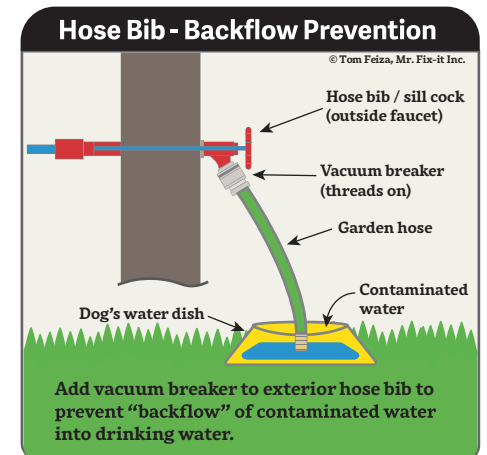 Hose Bib - Backflow Prevention
© Tom Feiza, Mr. Fix-it Inc.
Hose bib / sill cock
(outside faucet)
Vacuum breaker
(threads on)
Garden hose
Contaminated
water
Dog's water dish
Add vacuum breaker to exterior hose bib to
prevent “backflow” of contaminated water
into drinking water.